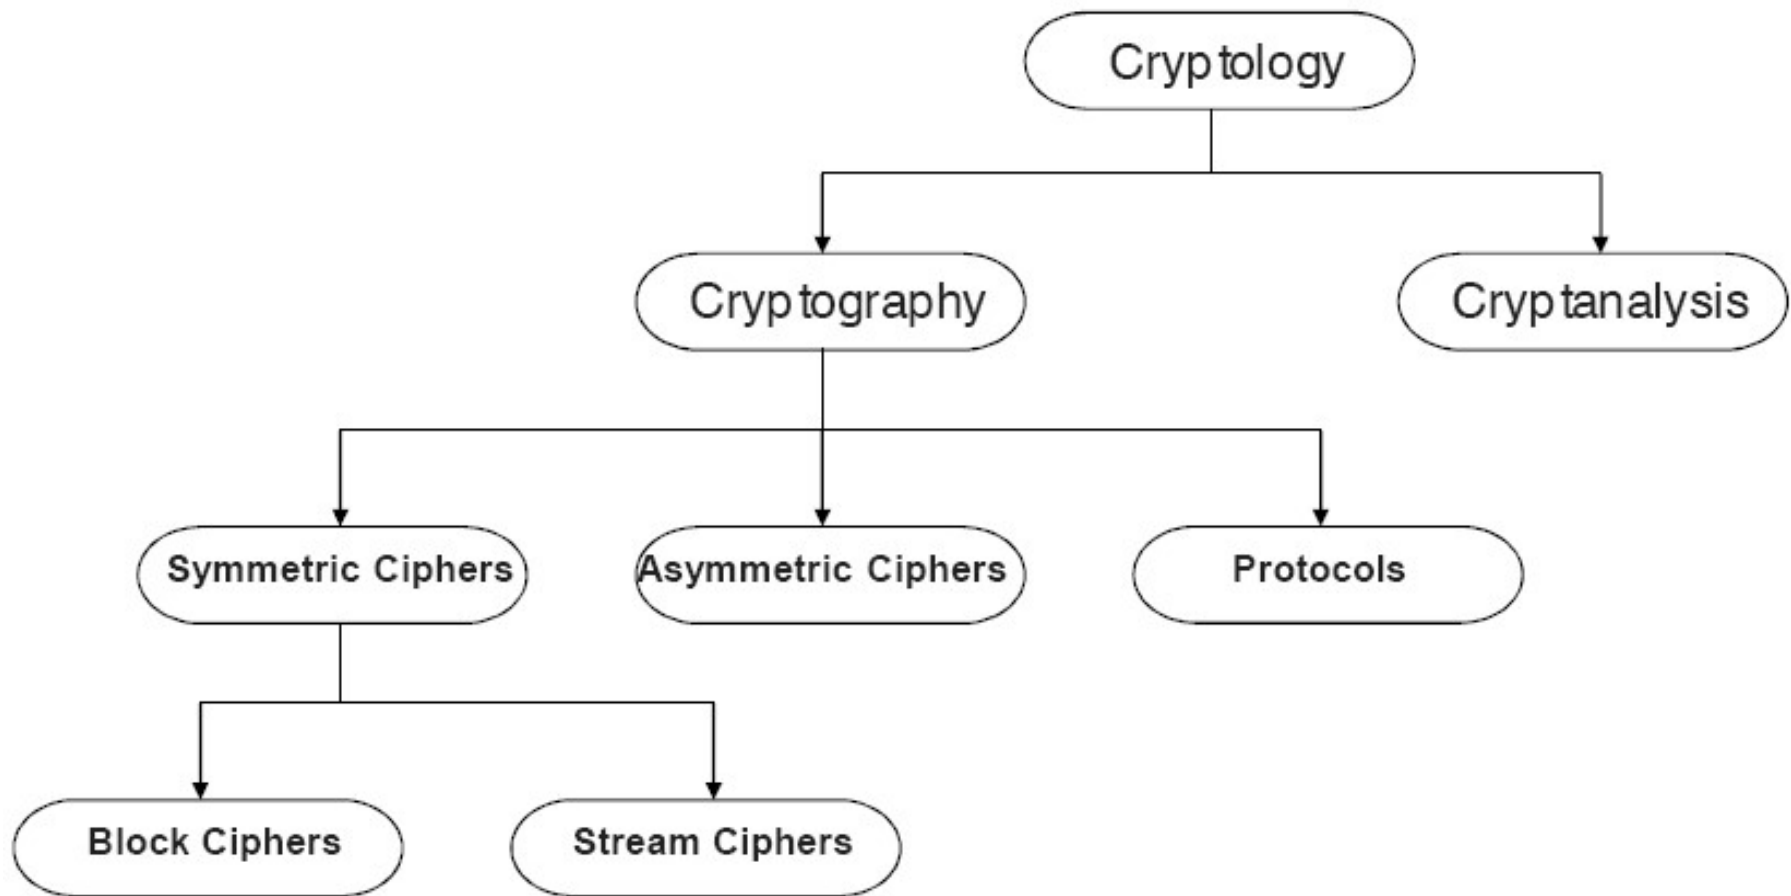 Cryptology
Cryptography
Cryptanalysis
Symmetric Ciphers
Asymmetric Ciphers
Protocols
Block Ciphers
Stream Ciphers